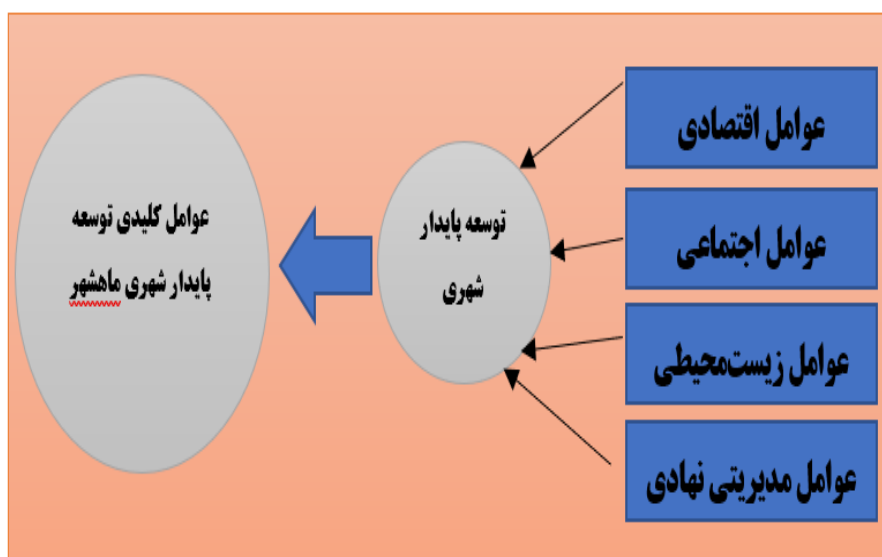 عوامل اقتصادی
عوامل اجتماعی
عوامل زیست‌محیطی
عوامل مدیریتی نهادی
توسعه پایدار
شهری
عوامل کلیدی توسعه
پایدار شهری ماهشهر